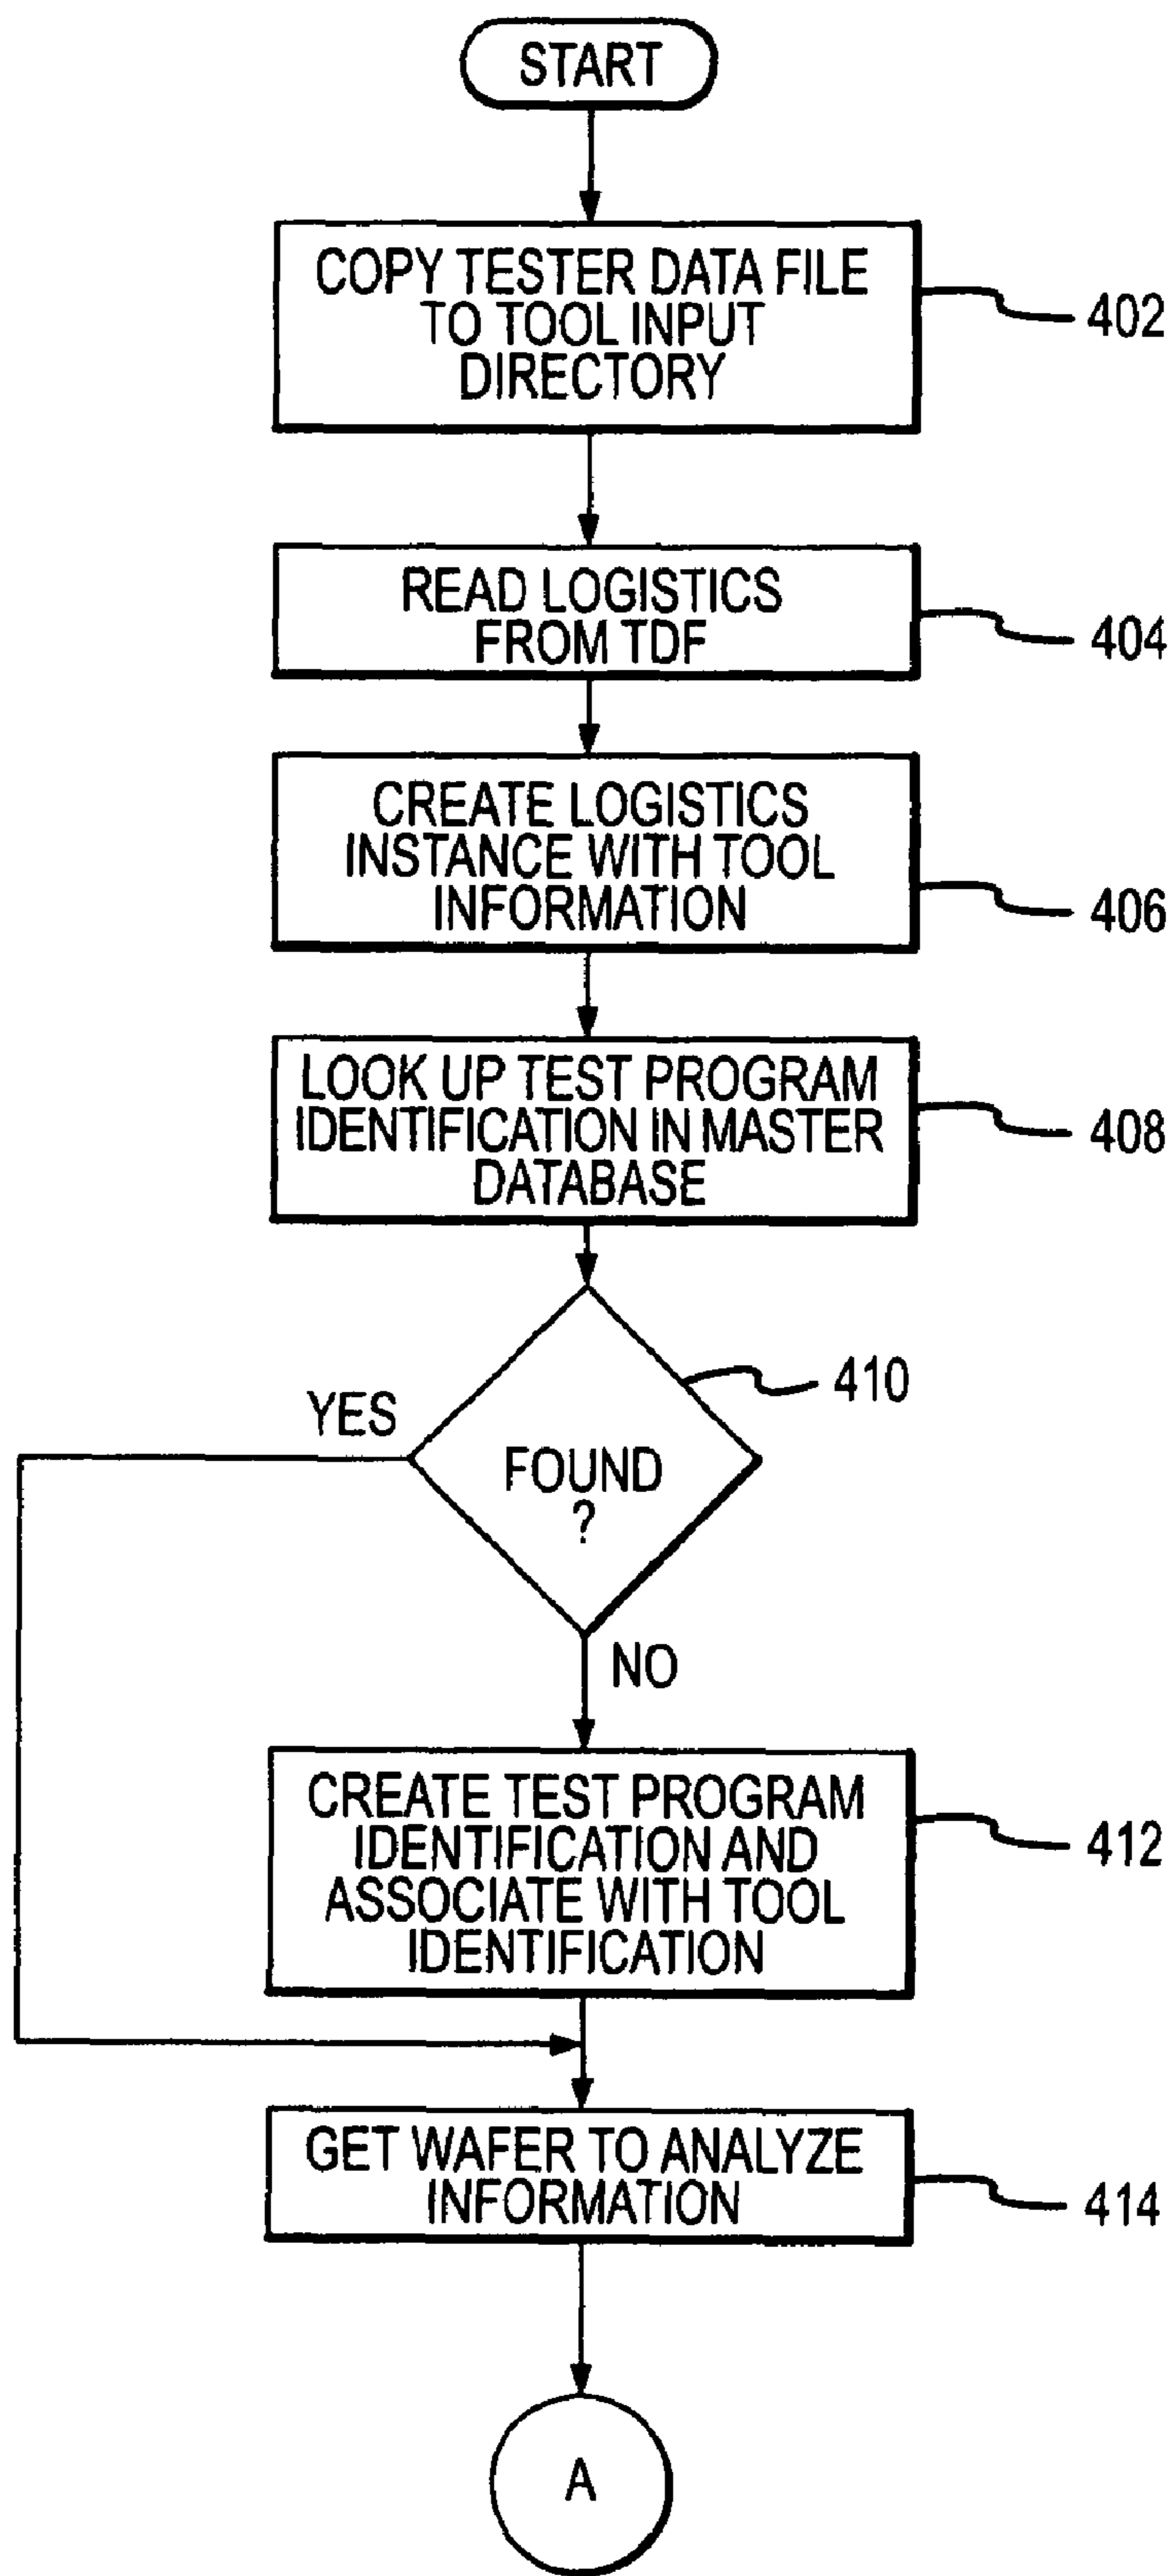 START
COPY TESTER DATA FILE
TO TOOL INPUT
DIRECTORY
402
READ LOGISTICS
FROM TDF
404
CREATE LOGISTICS
INSTANCE WITH TOOL
INFORMATION
406
LOOK UP TEST PROGRAM
IDENTIFICATION IN MASTER
DATABASE
408
410
YES
FOUND
?
NO
CREATE TEST PROGRAM
IDENTIFICATION AND
ASSOCIATE WITH TOOL
IDENTIFICATION
412
GET WAFER TO ANALYZE
INFORMATION
414
A